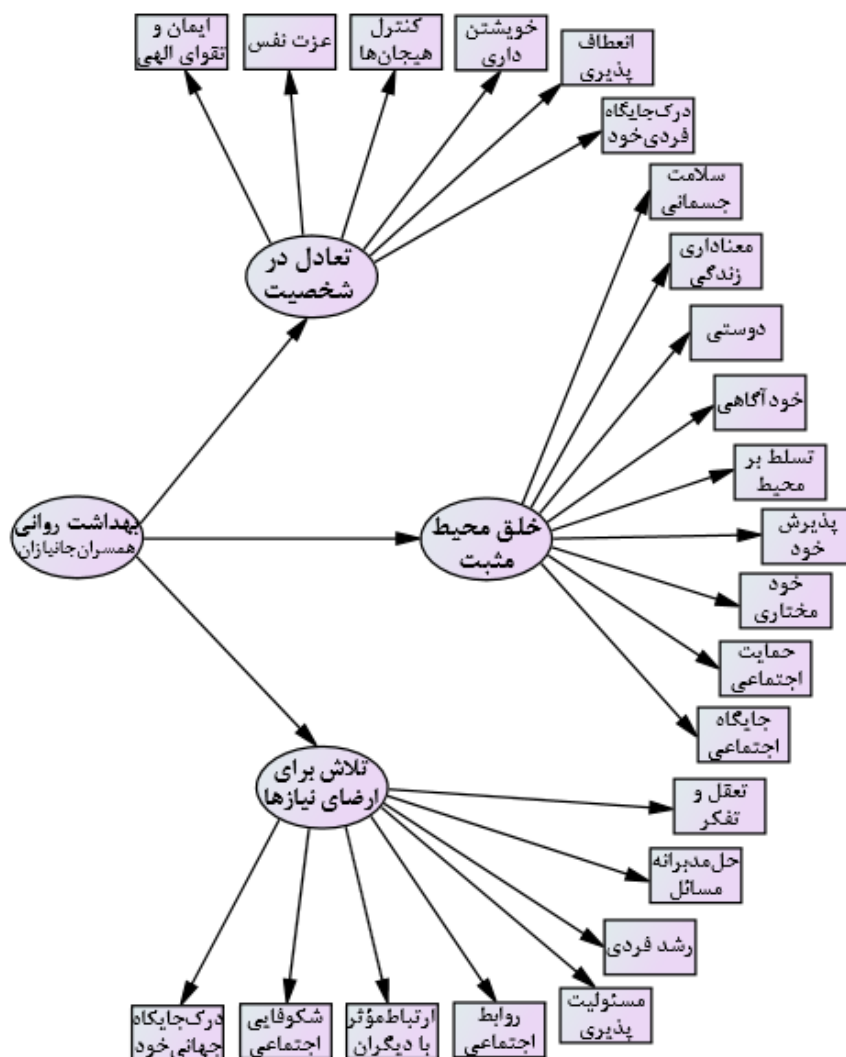 ایمان و
تقوای الهی
عزت نفس
کنترل
هیجان‌ها
خویشتن
داری
انعطاف
پذیری
درک‌جایگاه
فردی‌خود
تعادل در
شخصیت
سلامت
جسمانی
معناداری
زندگی
دوستی
خودآگاهی
تسلط بر
محیط
پذیرش
خود
خود
مختاری
حمایت
اجتماعی
جایگاه
اجتماعی
خلق محیط
مثبت
بهداشت روانی
همسران‌جانبازان
تلاش برای
ارضای نیازها
تعقل و
تفکر
حل‌مدبرانه
مسائل
رشد فردی
مسئولیت
پذیری
روابط
اجتماعی
ارتباط‌مؤثر
با دیگران
شکوفایی
اجتماعی
درک‌جایگاه
جهانی‌خود